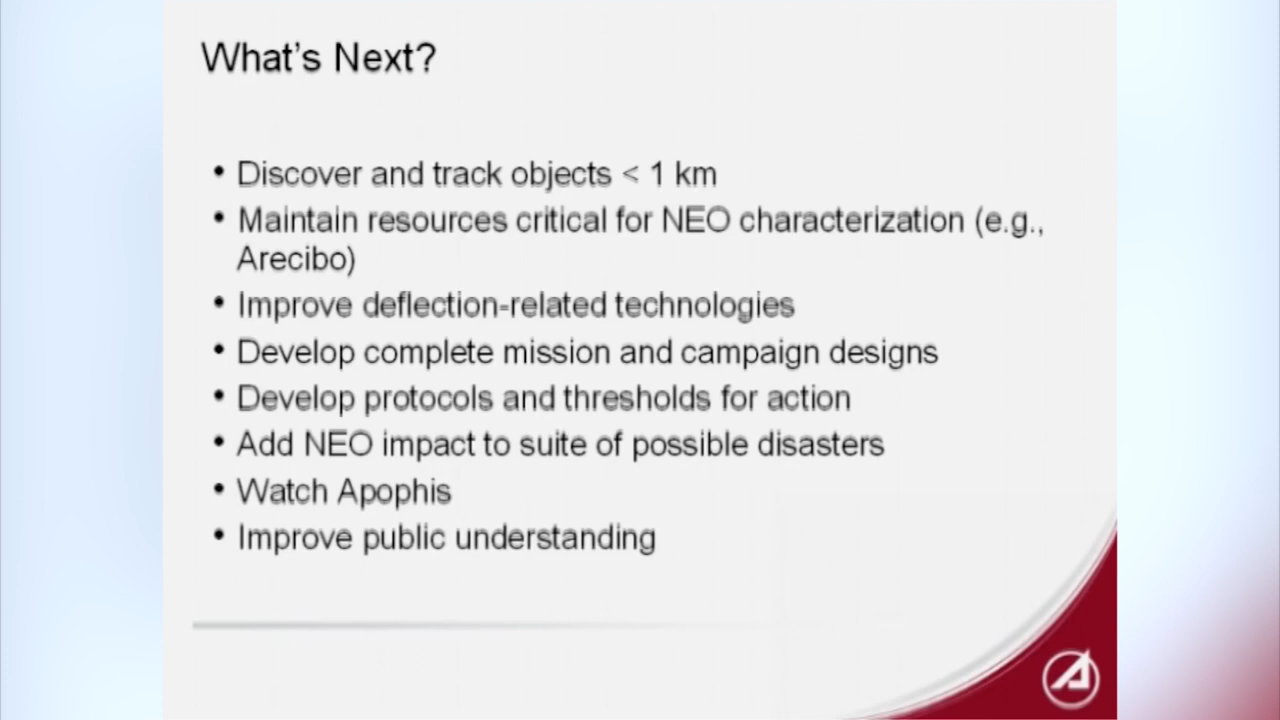 What's Next?
• Discover and track objects < 1 km
• Maintain resources critical for NEO characterization (e.g.,
Arecibo)
• Improve deflection-related technologies
• Develop complete mission and campaign designs
• Develop protocols and thresholds for action
• Add NEO impact to suite of possible disasters
• Watch Apophis
• Improve public understanding